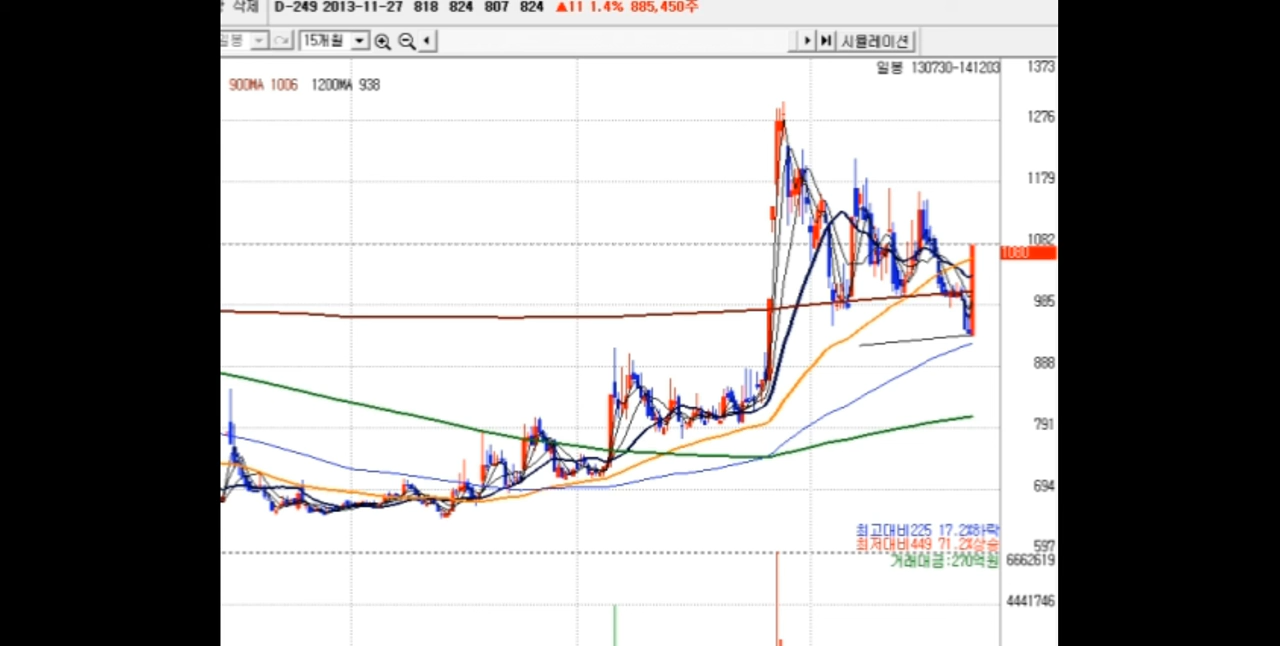 삭제 D-249 2013-11-27 818 824 807 824 ▲11 1.4% 885,450주
일봉 15개월 시뮬레이션
일봉 130730-141203 1373
900MA 1006 1200MA 938
1276
1179
1082
1080
985
888
791
694
최고대비225 17.2%하락
최저대비449 71.2%상승
597
거래대금:270억원 6662619
4441746